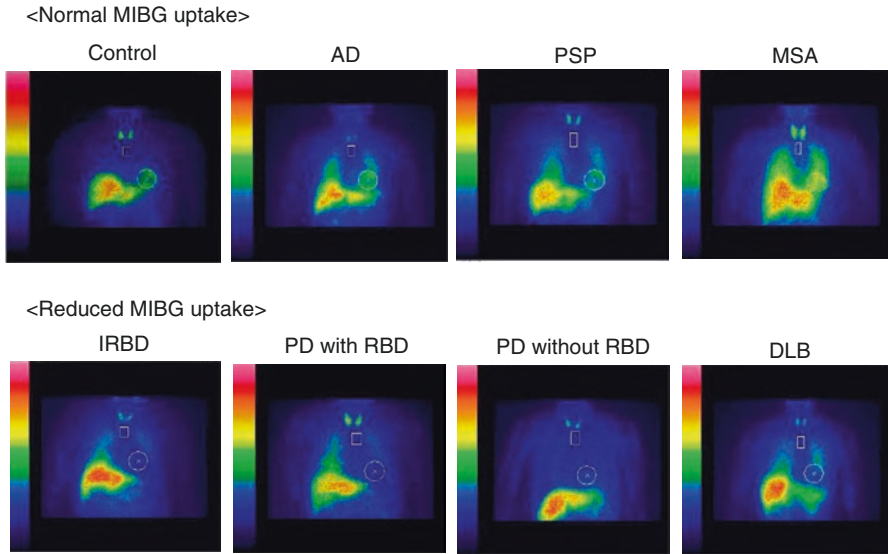 <Normal MIBG uptake>
Control AD PSP MSA
<Reduced MIBG uptake>
IRBD PD with RBD PD without RBD DLB